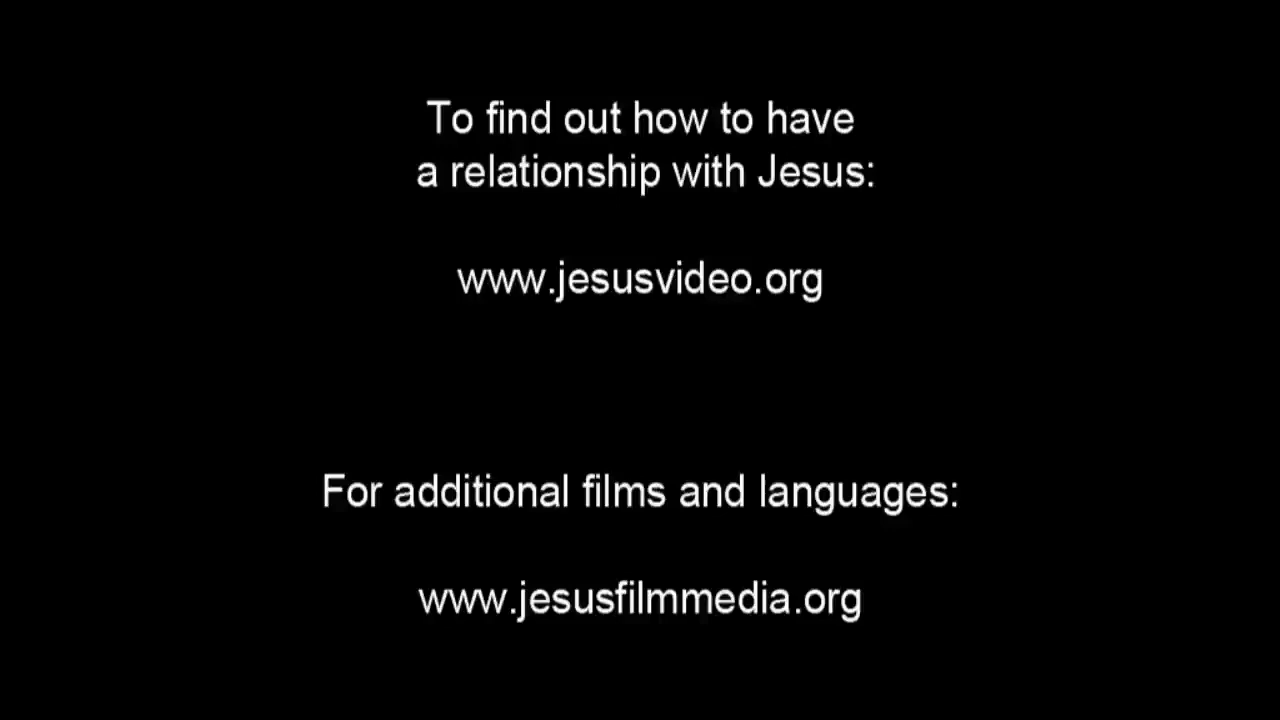 To find out how to have
a relationship with Jesus:
www.jesusvideo.org
For additional films and languages:
www.jesusfilmmedia.org